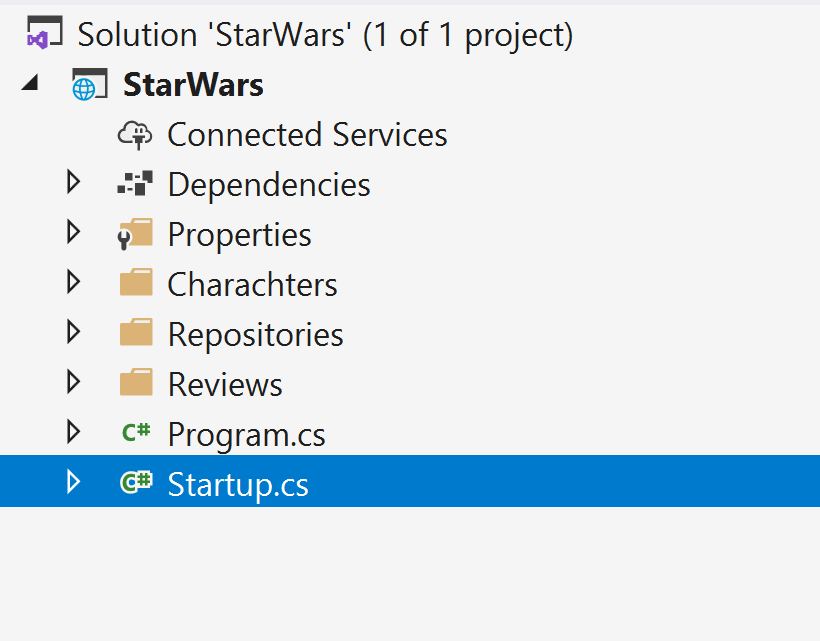 Solution 'StarWars' (1 of 1 project)
StarWars
Connected Services
Dependencies
Properties
Charachters
Repositories
Reviews
C# Program.cs
C# Startup.cs